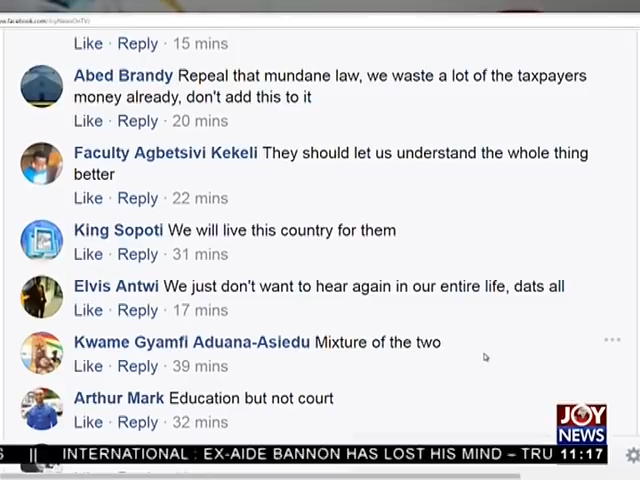 www.facebook.com/JoyNewsOnTV/
Like · Reply · 15 mins
Abed Brandy Repeal that mundane law, we waste a lot of the taxpayers
money already, don't add this to it
Like · Reply · 20 mins
Faculty Agbetsivi Kekeli They should let us understand the whole thing
better
Like · Reply · 22 mins
King Sopoti We will live this country for them
Like · Reply · 31 mins
Elvis Antwi We just don't want to hear again in our entire life, dats all
Like · Reply · 17 mins
Kwame Gyamfi Aduana-Asiedu Mixture of the two
Like · Reply · 39 mins
Arthur Mark Education but not court
Like · Reply · 32 mins
JOY
NEWS
S || INTERNATIONAL : EX-AIDE BANNON HAS LOST HIS MIND – TRU 11:17